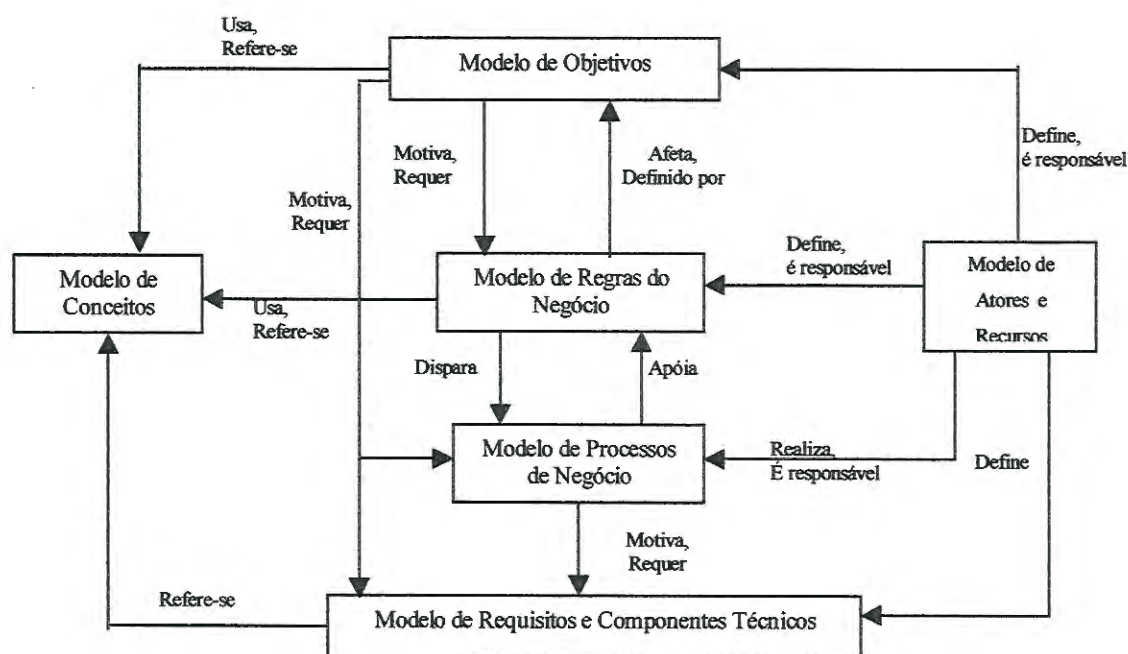 Usa,
Refere-se
Modelo de Objetivos
Define,
é responsável
Motiva,
Requer
Afeta,
Definido por
Motiva,
Requer
Modelo de
Conceitos
Modelo de Regras do
Negócio
Define,
é responsável
Modelo de
Atores e
Recursos
Usa,
Refere-se
Dispara
Apóia
Modelo de Processos
de Negócio
Realiza,
É responsável
Define
Motiva,
Requer
Refere-se
Modelo de Requisitos e Componentes Técnicos